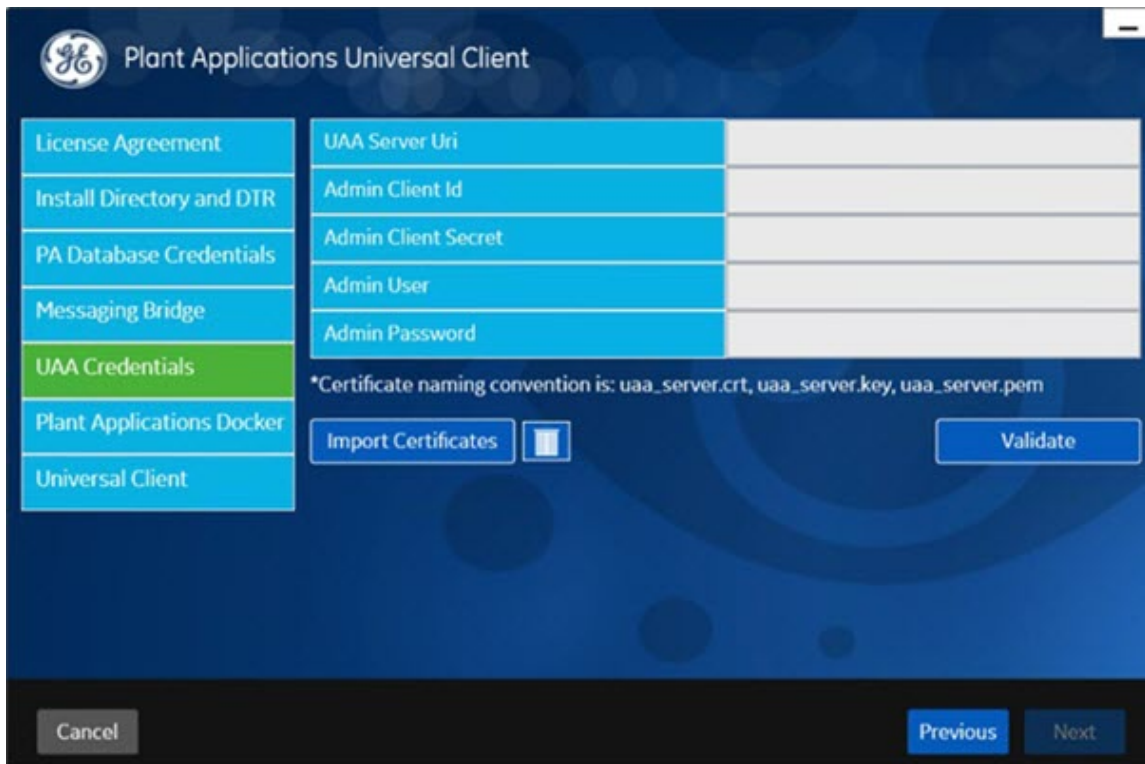 GE
Plant Applications Universal Client
License Agreement
Install Directory and DTR
PA Database Credentials
Messaging Bridge
UAA Credentials
Plant Applications Docker
Universal Client
UAA Server Uri
Admin Client Id
Admin Client Secret
Admin User
Admin Password
*Certificate naming convention is: uaa_server.crt, uaa_server.key, uaa_server.pem
Import Certificates
Validate
Cancel
Previous
Next